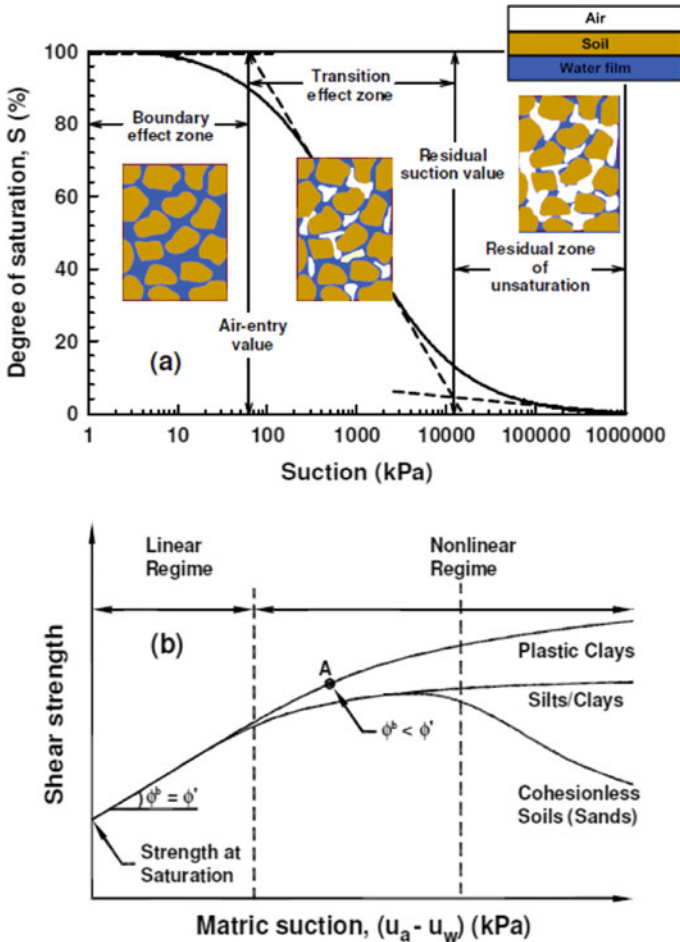 Air
Soil
Water film
100
80
60
40
20
0
Degree of saturation, S (%)
Boundary
effect zone
Transition
effect zone
Residual
suction value
Residual zone
of
unsaturation
Air-entry
value
(a)
1
10
100
1000
10000
100000
1000000
Suction (kPa)
Linear
Regime
Nonlinear
Regime
(b)
A
Plastic Clays
Silts/Clays
ϕᵇ < ϕ'
Cohesionless
Soils (Sands)
ϕᵇ = ϕ'
Strength at
Saturation
Shear strength
Matric suction, (uₐ - u_w) (kPa)